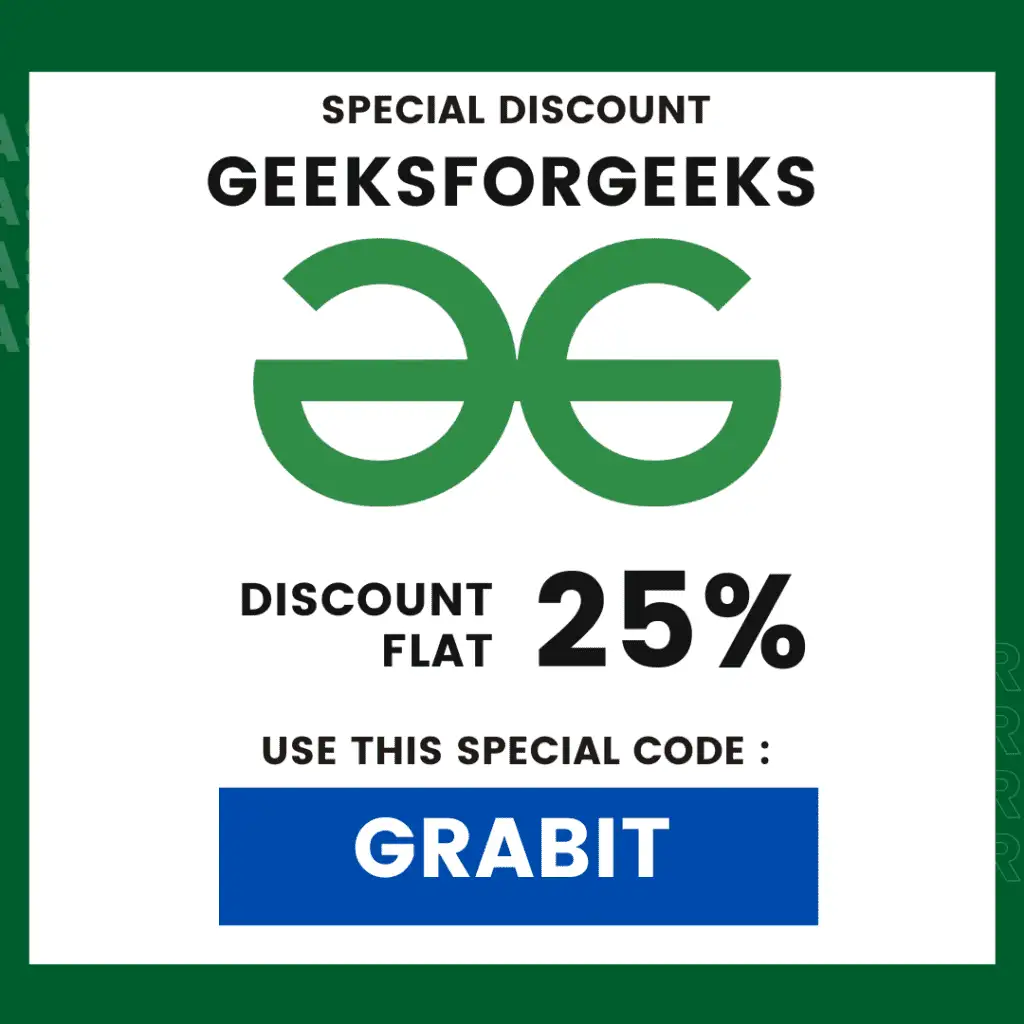 SPECIAL DISCOUNT
GEEKSFORGEEKS
DISCOUNT
FLAT
25%
USE THIS SPECIAL CODE :
GRABIT